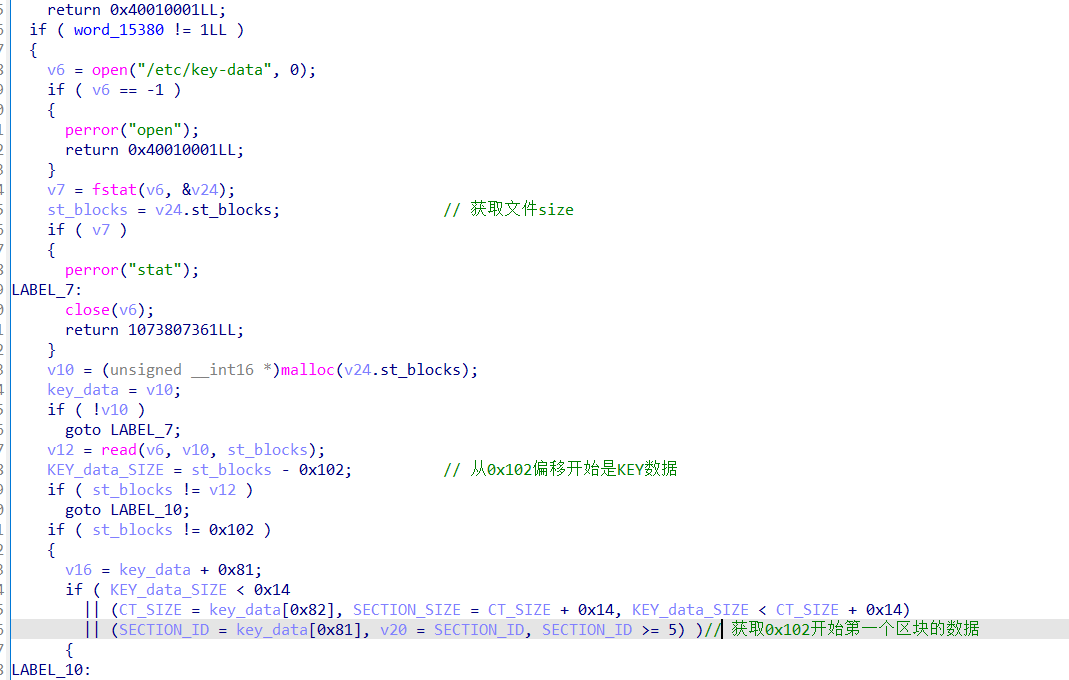 return 0x40010001LL;
if ( word_15380 != 1LL )
{
v6 = open("/etc/key-data", 0);
if ( v6 == -1 )
{
perror("open");
return 0x40010001LL;
}
v7 = fstat(v6, &v24);
st_blocks = v24.st_blocks; // 获取文件size
if ( v7 )
{
perror("stat");
LABEL_7:
close(v6);
return 1073807361LL;
}
v10 = (unsigned __int16 *)malloc(v24.st_blocks);
key_data = v10;
if ( !v10 )
goto LABEL_7;
v12 = read(v6, v10, st_blocks);
KEY_data_SIZE = st_blocks - 0x102; // 从0x102偏移开始是KEY数据
if ( st_blocks != v12 )
goto LABEL_10;
if ( st_blocks != 0x102 )
{
v16 = key_data + 0x81;
if ( KEY_data_SIZE < 0x14
|| (CT_SIZE = key_data[0x82], SECTION_SIZE = CT_SIZE + 0x14, KEY_data_SIZE < CT_SIZE + 0x14)
|| (SECTION_ID = key_data[0x81], v20 = SECTION_ID, SECTION_ID >= 5) )// 获取0x102开始第一个区块的数据
{
LABEL_10: